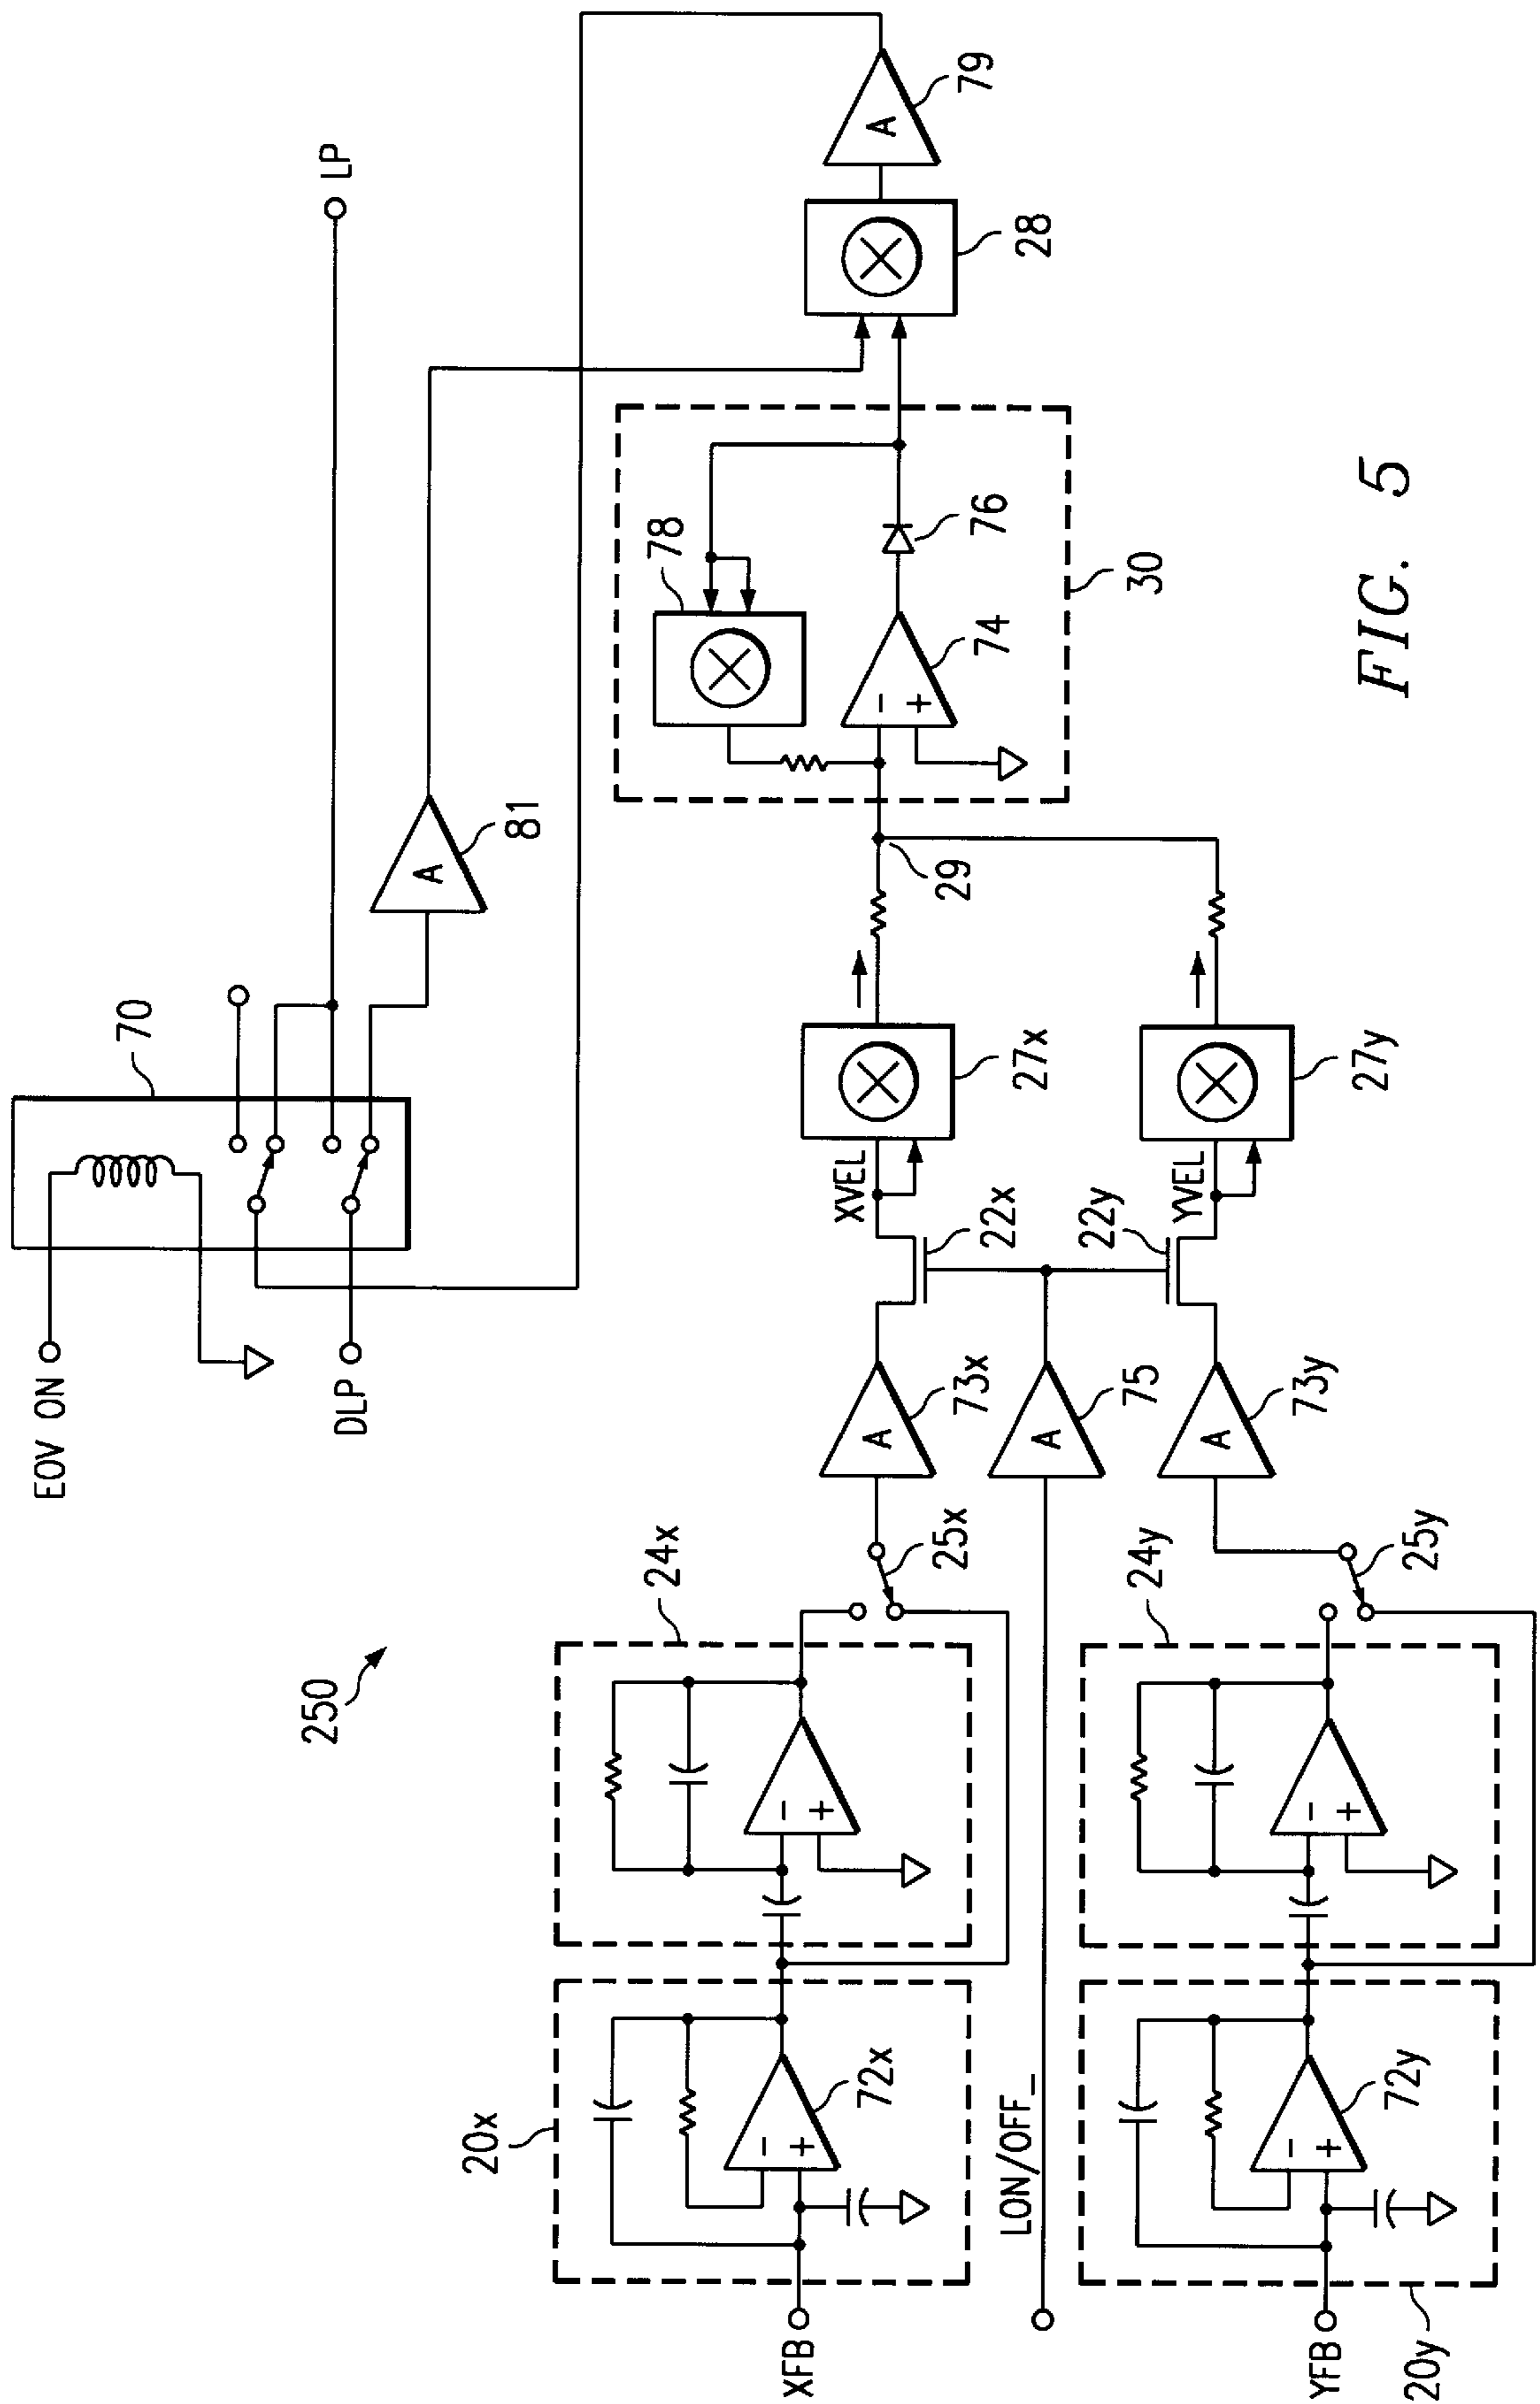 EOV ON
70
DLP
LP
81
A
79
A
28
78
76
74
−
+
30
29
250
20x
72x
−
+
XFB
24x
−
+
25x
73x
A
22x
XVEL
27x
LON/OFF_
75
A
20y
72y
−
+
YFB
24y
−
+
25y
73y
A
22y
YVEL
27y
FIG. 5